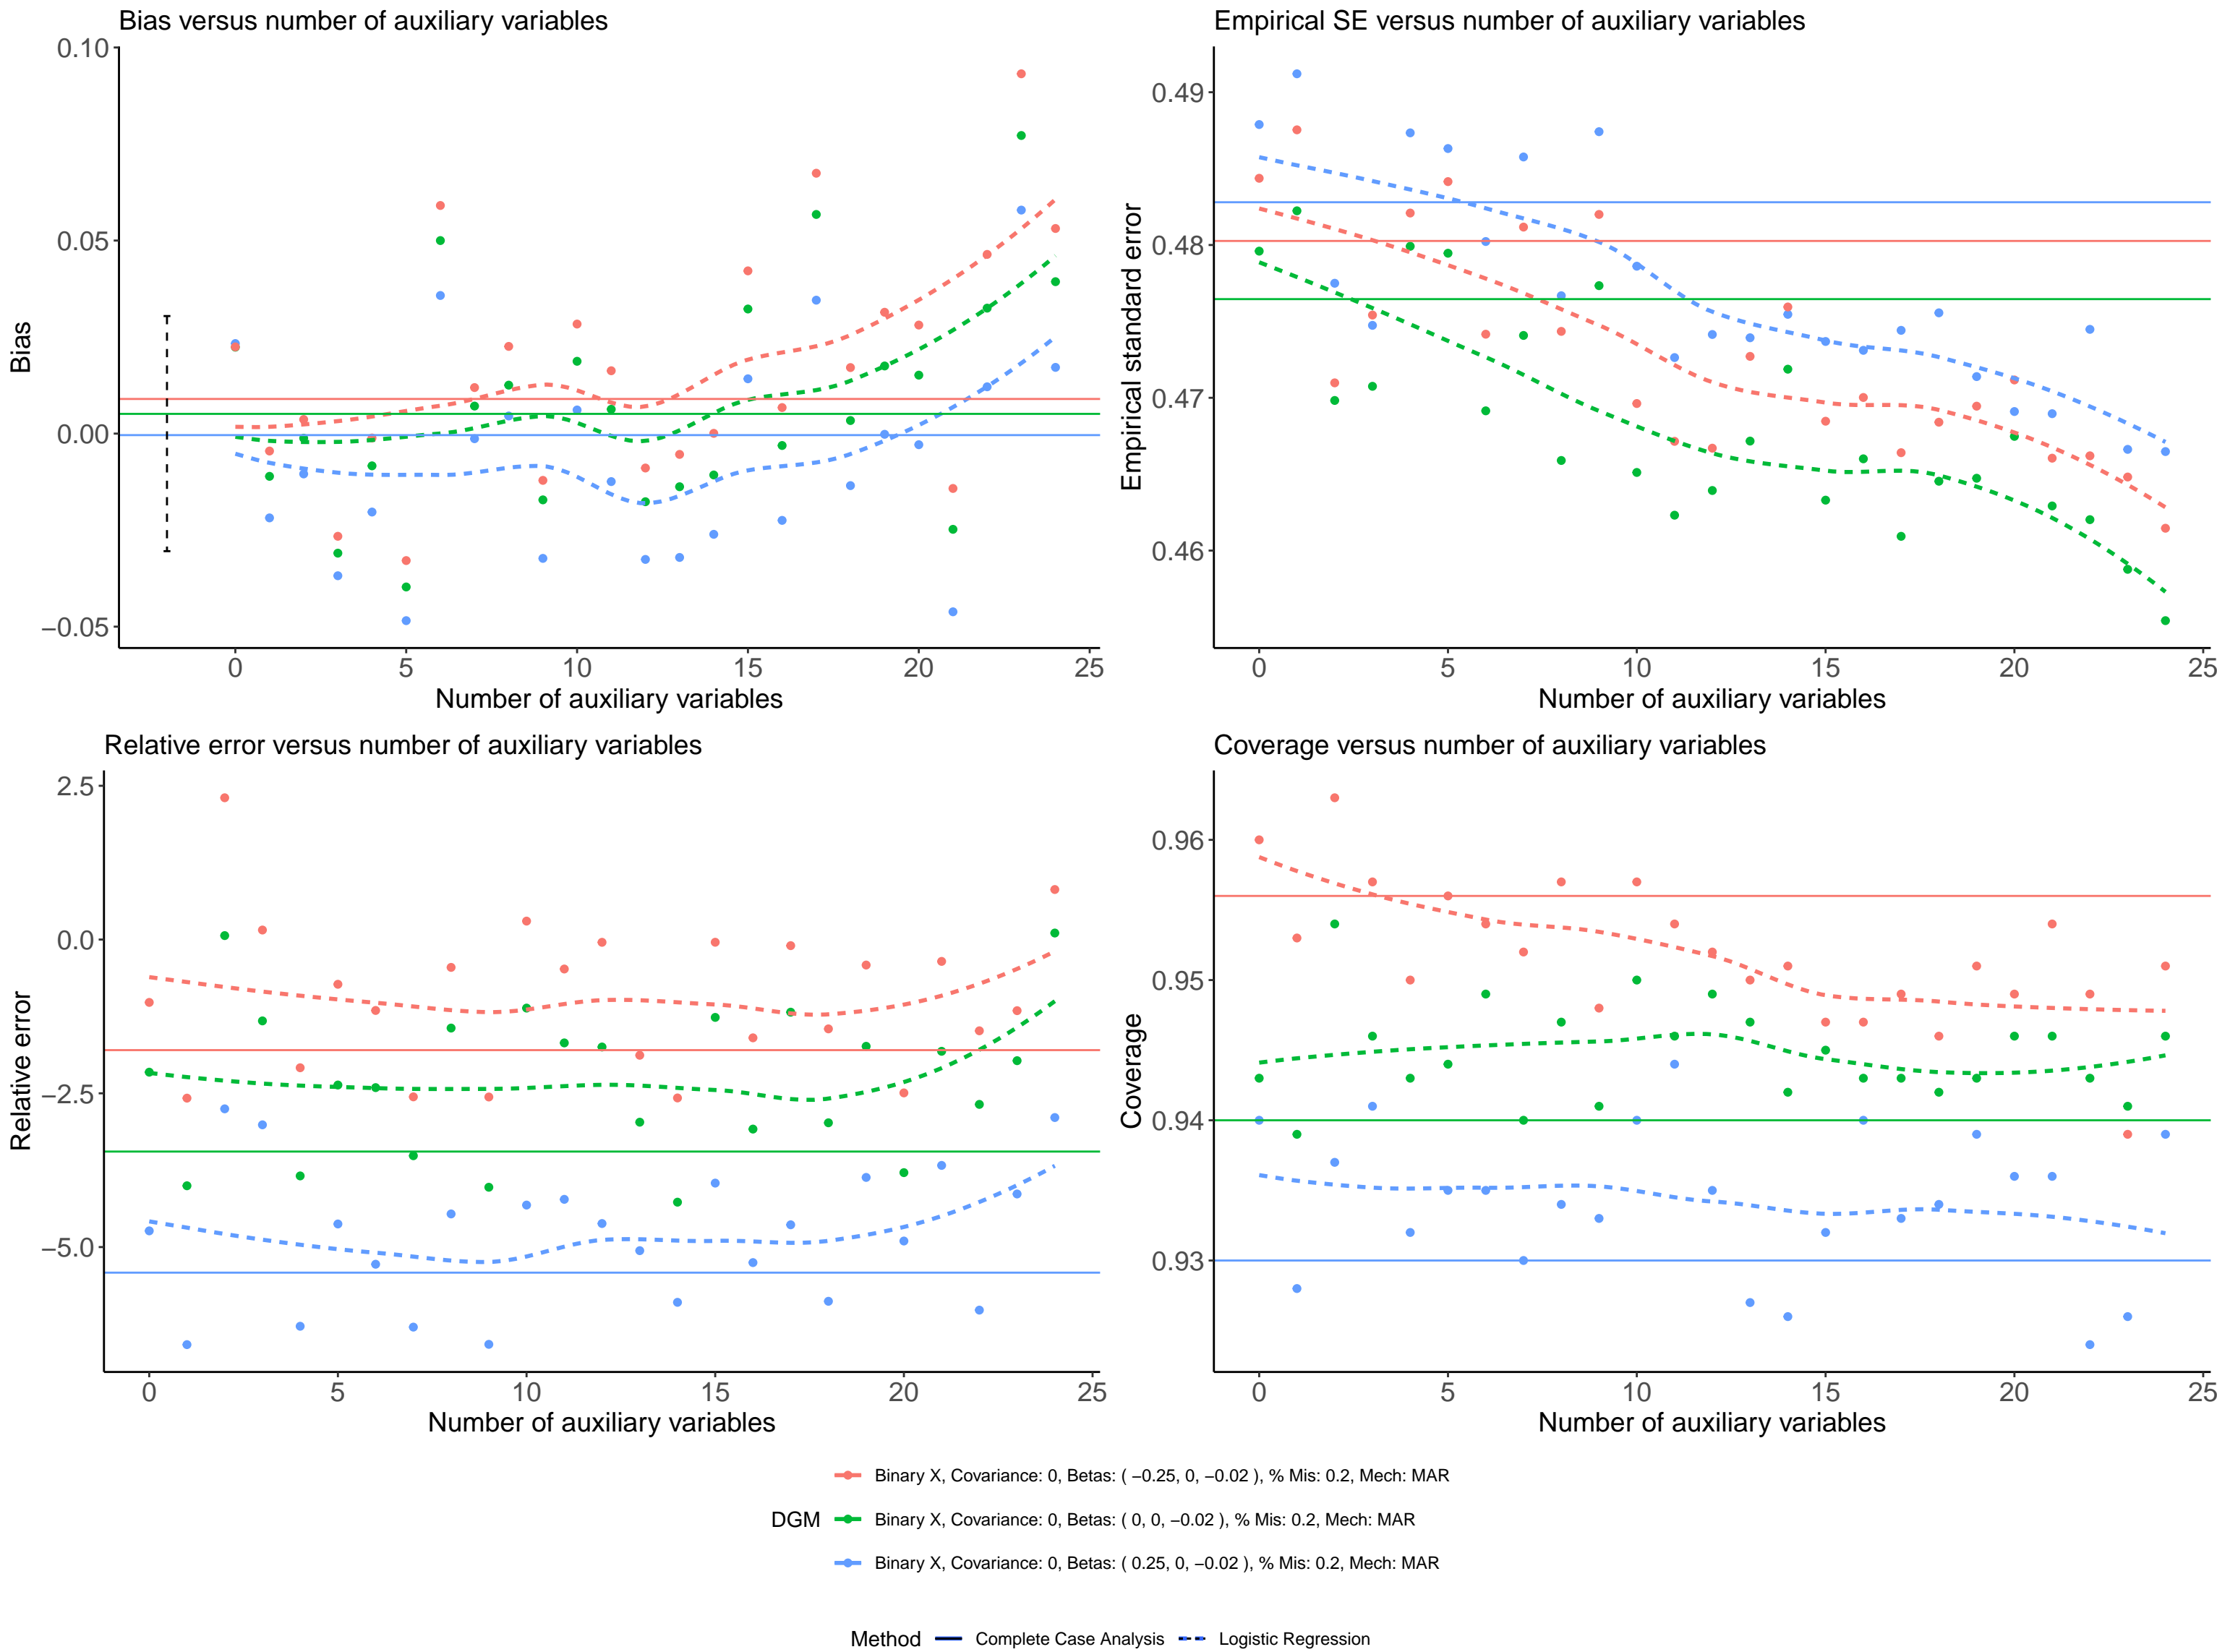 Bias versus number of auxiliary variables
0.10
0.05
0.00
−0.05
Bias
0 5 10 15 20 25
Number of auxiliary variables
Empirical SE versus number of auxiliary variables
0.49
0.48
0.47
0.46
Empirical standard error
0 5 10 15 20 25
Number of auxiliary variables
Relative error versus number of auxiliary variables
2.5
0.0
−2.5
−5.0
Relative error
0 5 10 15 20 25
Number of auxiliary variables
Coverage versus number of auxiliary variables
0.96
0.95
0.94
0.93
Coverage
0 5 10 15 20 25
Number of auxiliary variables
Binary X, Covariance: 0, Betas: ( −0.25, 0, −0.02 ), % Mis: 0.2, Mech: MAR
DGM Binary X, Covariance: 0, Betas: ( 0, 0, −0.02 ), % Mis: 0.2, Mech: MAR
Binary X, Covariance: 0, Betas: ( 0.25, 0, −0.02 ), % Mis: 0.2, Mech: MAR
Method Complete Case Analysis Logistic Regression